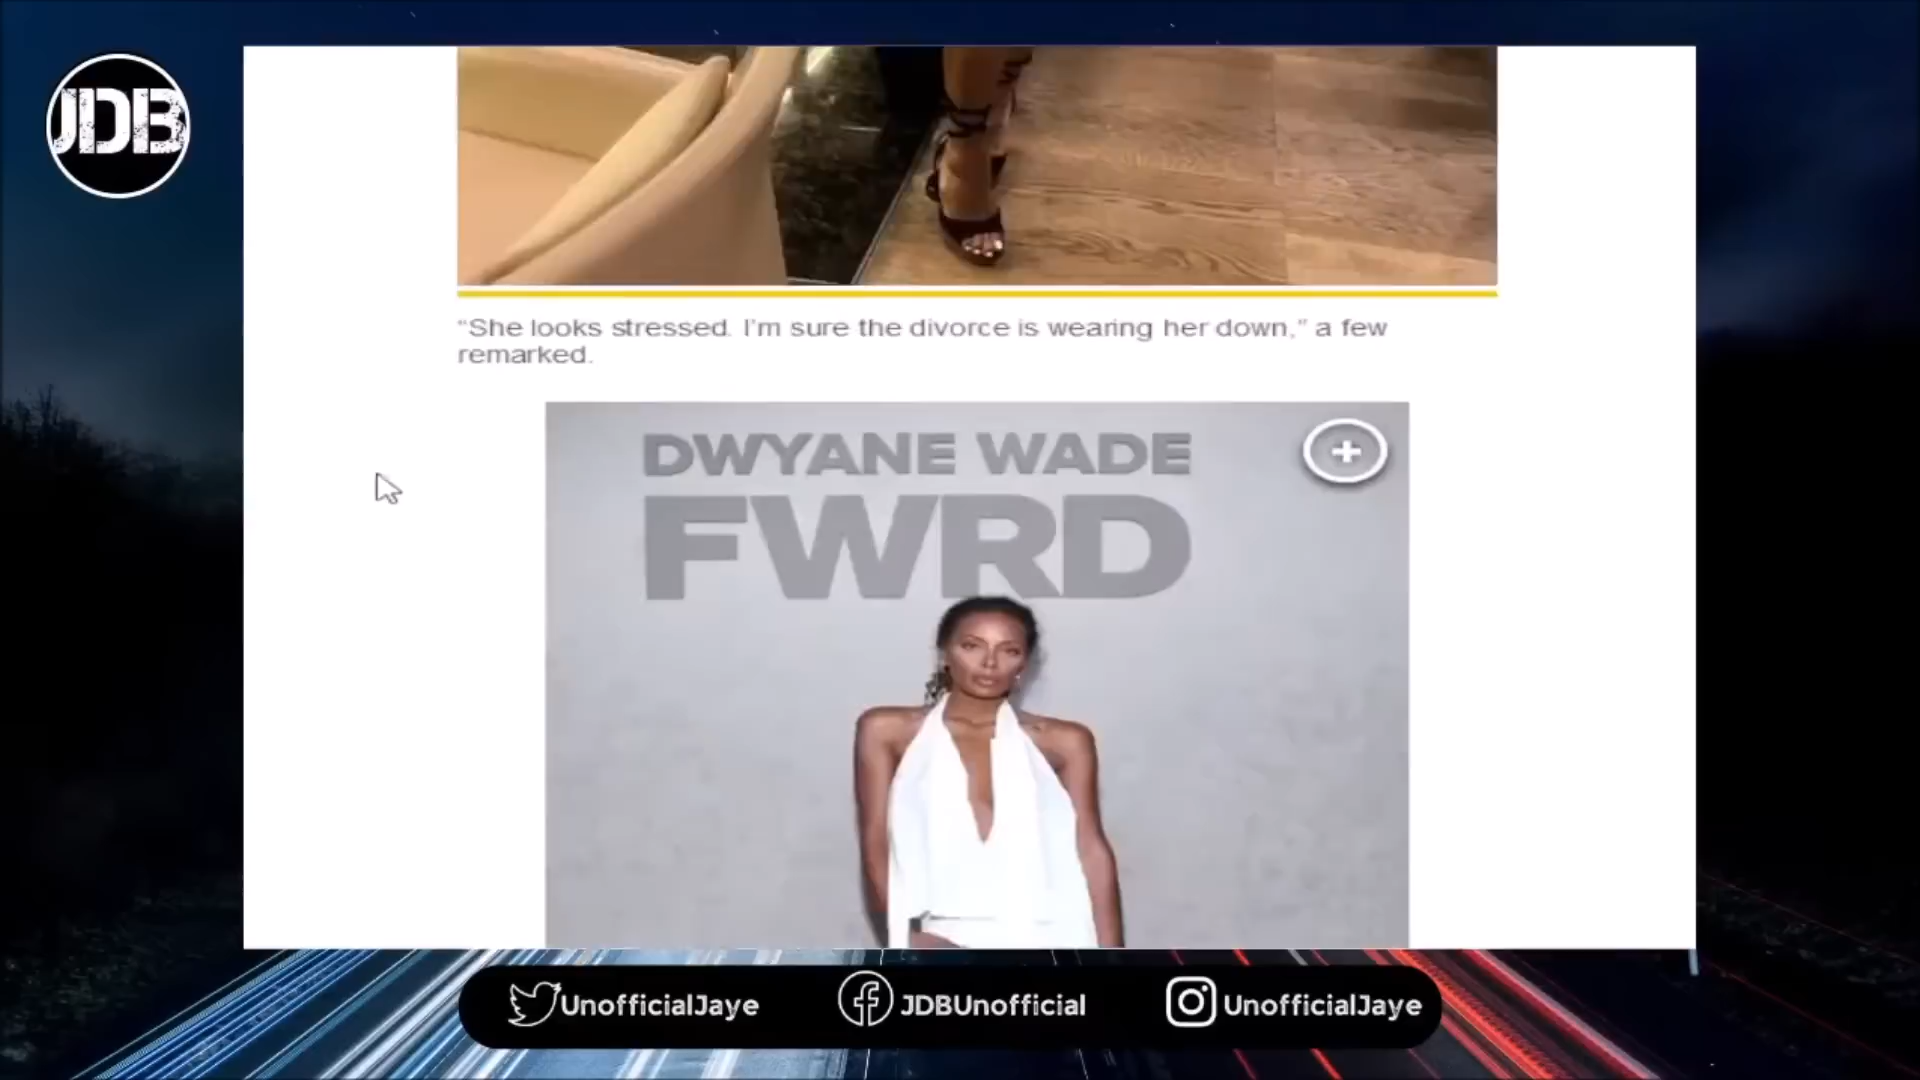 JDB
“She looks stressed. I'm sure the divorce is wearing her down,” a few
remarked.
DWYANE WADE
FWRD
UnofficialJaye JDBUnofficial UnofficialJaye